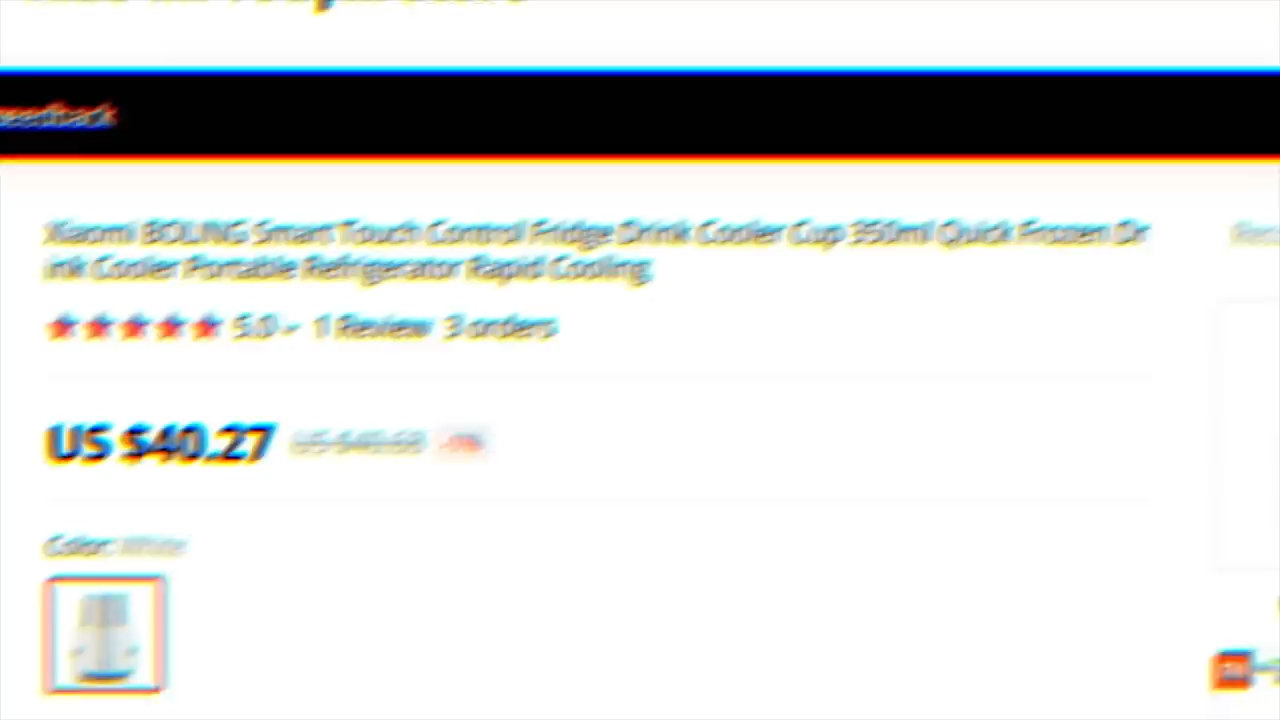 Xiaomi BOLING Smart Touch Control Fridge Drink Cooler Cup 350ml Quick Frozen Dr
ink Cooler Portable Refrigerator Rapid Cooling
5.0 1 Review 3 orders
US $40.27
Color: White